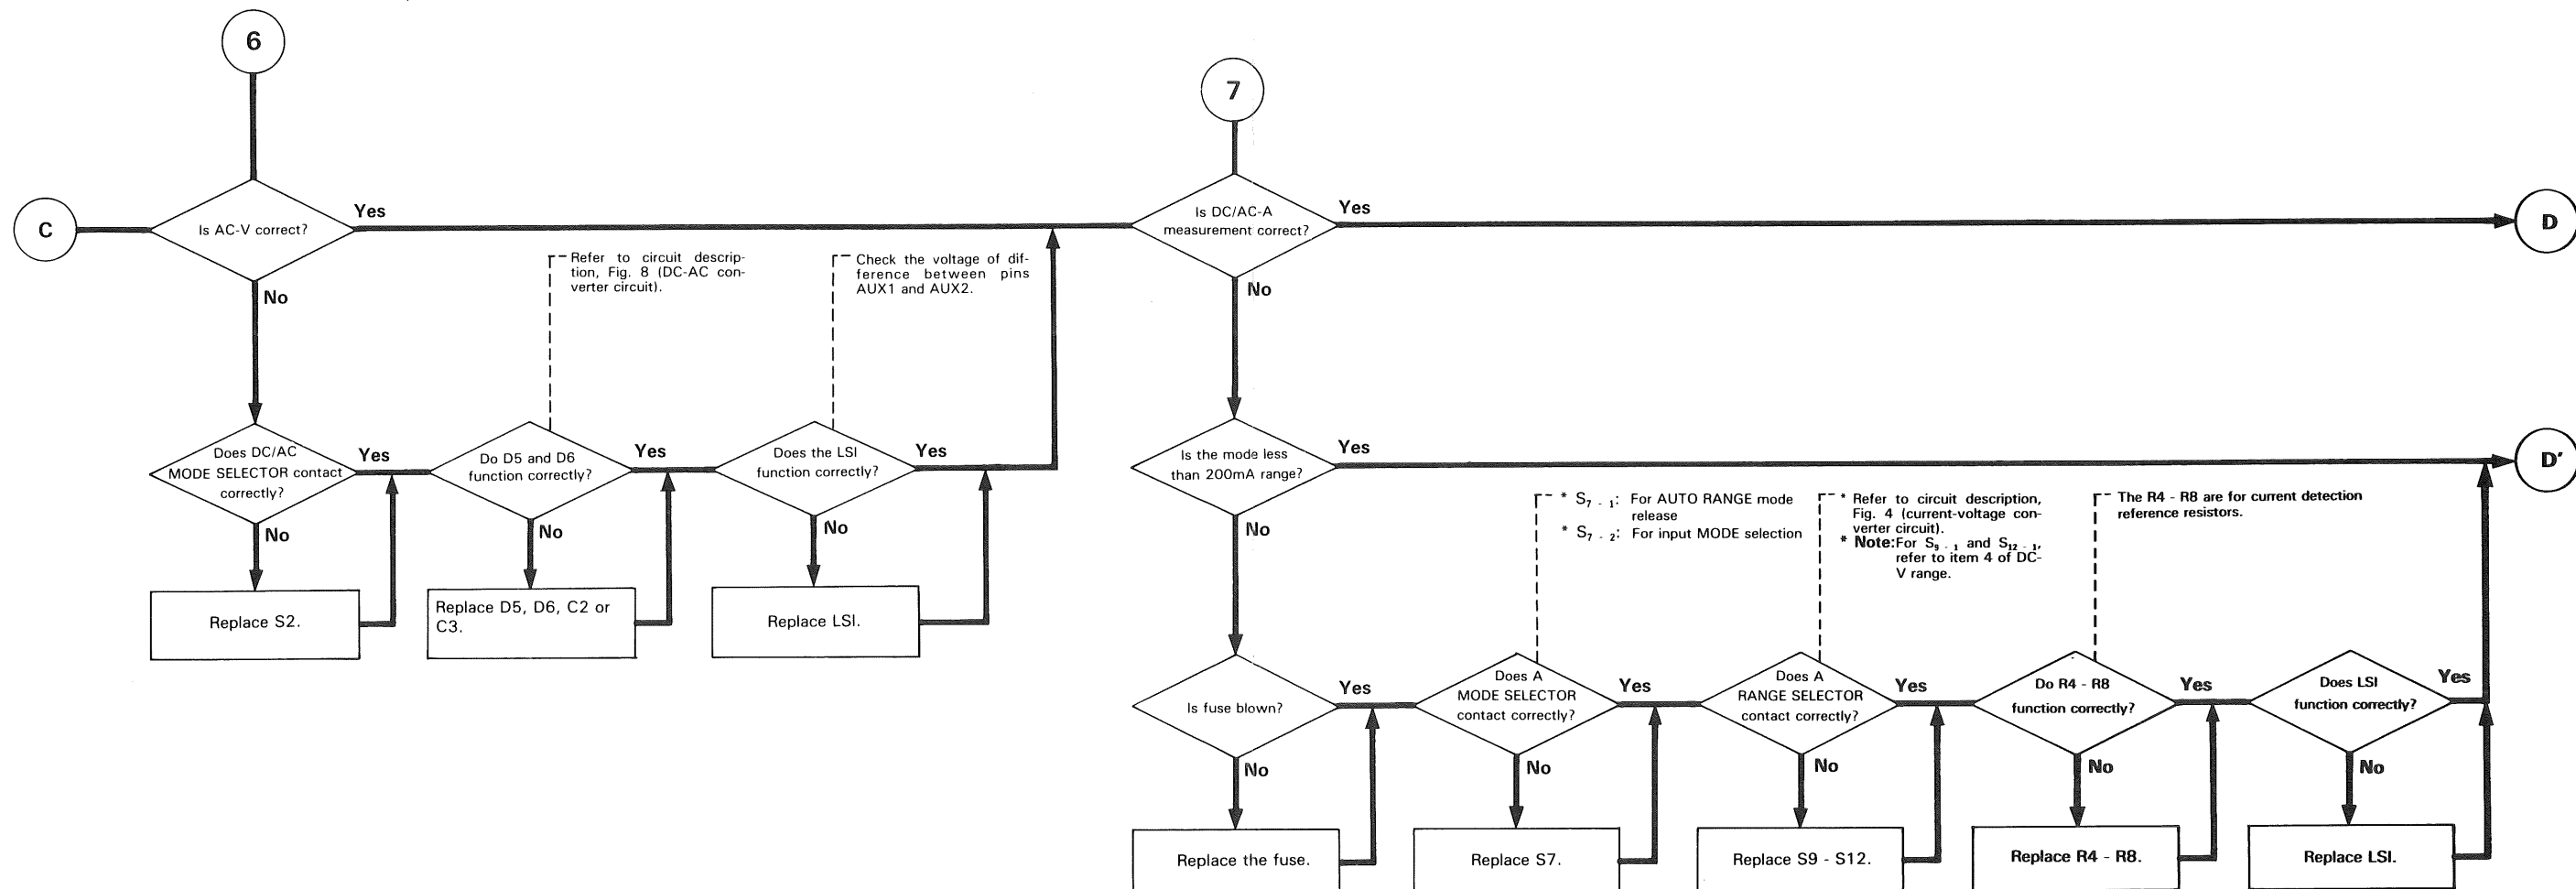 6
7
C
Is AC-V correct?
Yes
No
Refer to circuit descrip-
tion, Fig. 8 (DC-AC con-
verter circuit).
Check the voltage of dif-
ference between pins
AUX1 and AUX2.
Does DC/AC
MODE SELECTOR contact
correctly?
Yes
No
Do D5 and D6
function correctly?
Yes
No
Does the LSI
function correctly?
Yes
No
Replace S2.
Replace D5, D6, C2 or
C3.
Replace LSI.
Is DC/AC-A
measurement correct?
Yes
No
D
Is the mode less
than 200mA range?
Yes
No
D'
* S7 - 1: For AUTO RANGE mode
release
* S7 - 2: For input MODE selection
* Refer to circuit description,
Fig. 4 (current-voltage con-
verter circuit).
* Note:For S9 - 1 and S12 - 1,
refer to item 4 of DC-
V range.
The R4 - R8 are for current detection
reference resistors.
Is fuse blown?
Yes
No
Does A
MODE SELECTOR
contact correctly?
Yes
No
Does A
RANGE SELECTOR
contact correctly?
Yes
No
Do R4 - R8
function correctly?
Yes
No
Does LSI
function correctly?
Yes
No
Replace the fuse.
Replace S7.
Replace S9 - S12.
Replace R4 - R8.
Replace LSI.